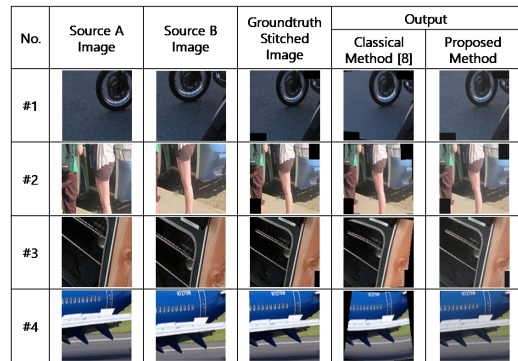 No.
Source A
Image
Source B
Image
Groundtruth
Stitched
Image
Output
Classical
Method [8]
Proposed
Method
#1
#2
#3
#4